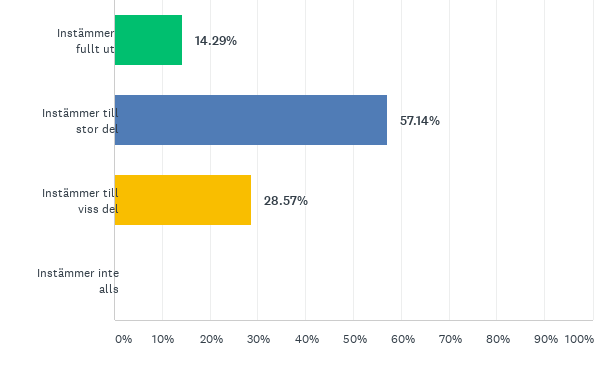 Instämmer
fullt ut
14.29%
Instämmer till
stor del
57.14%
Instämmer till
viss del
28.57%
Instämmer inte
alls
0% 10% 20% 30% 40% 50% 60% 70% 80% 90% 100%